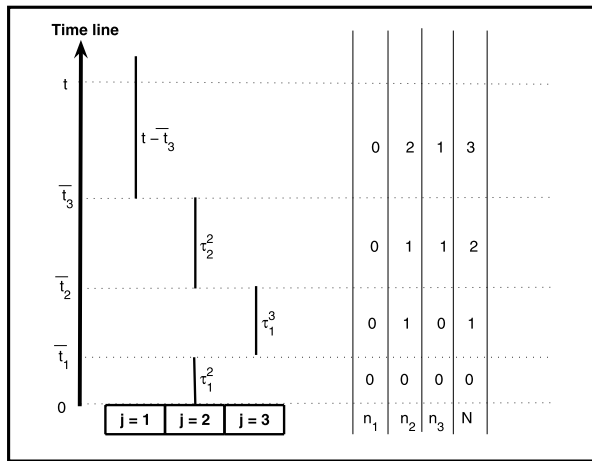 Time line
t
t − t̄₃ 0 2 1 3
t̄₃
τ₂² 0 1 1 2
t̄₂
τ₁³ 0 1 0 1
t̄₁
τ₁² 0 0 0 0
0
j = 1 j = 2 j = 3 n₁ n₂ n₃ N